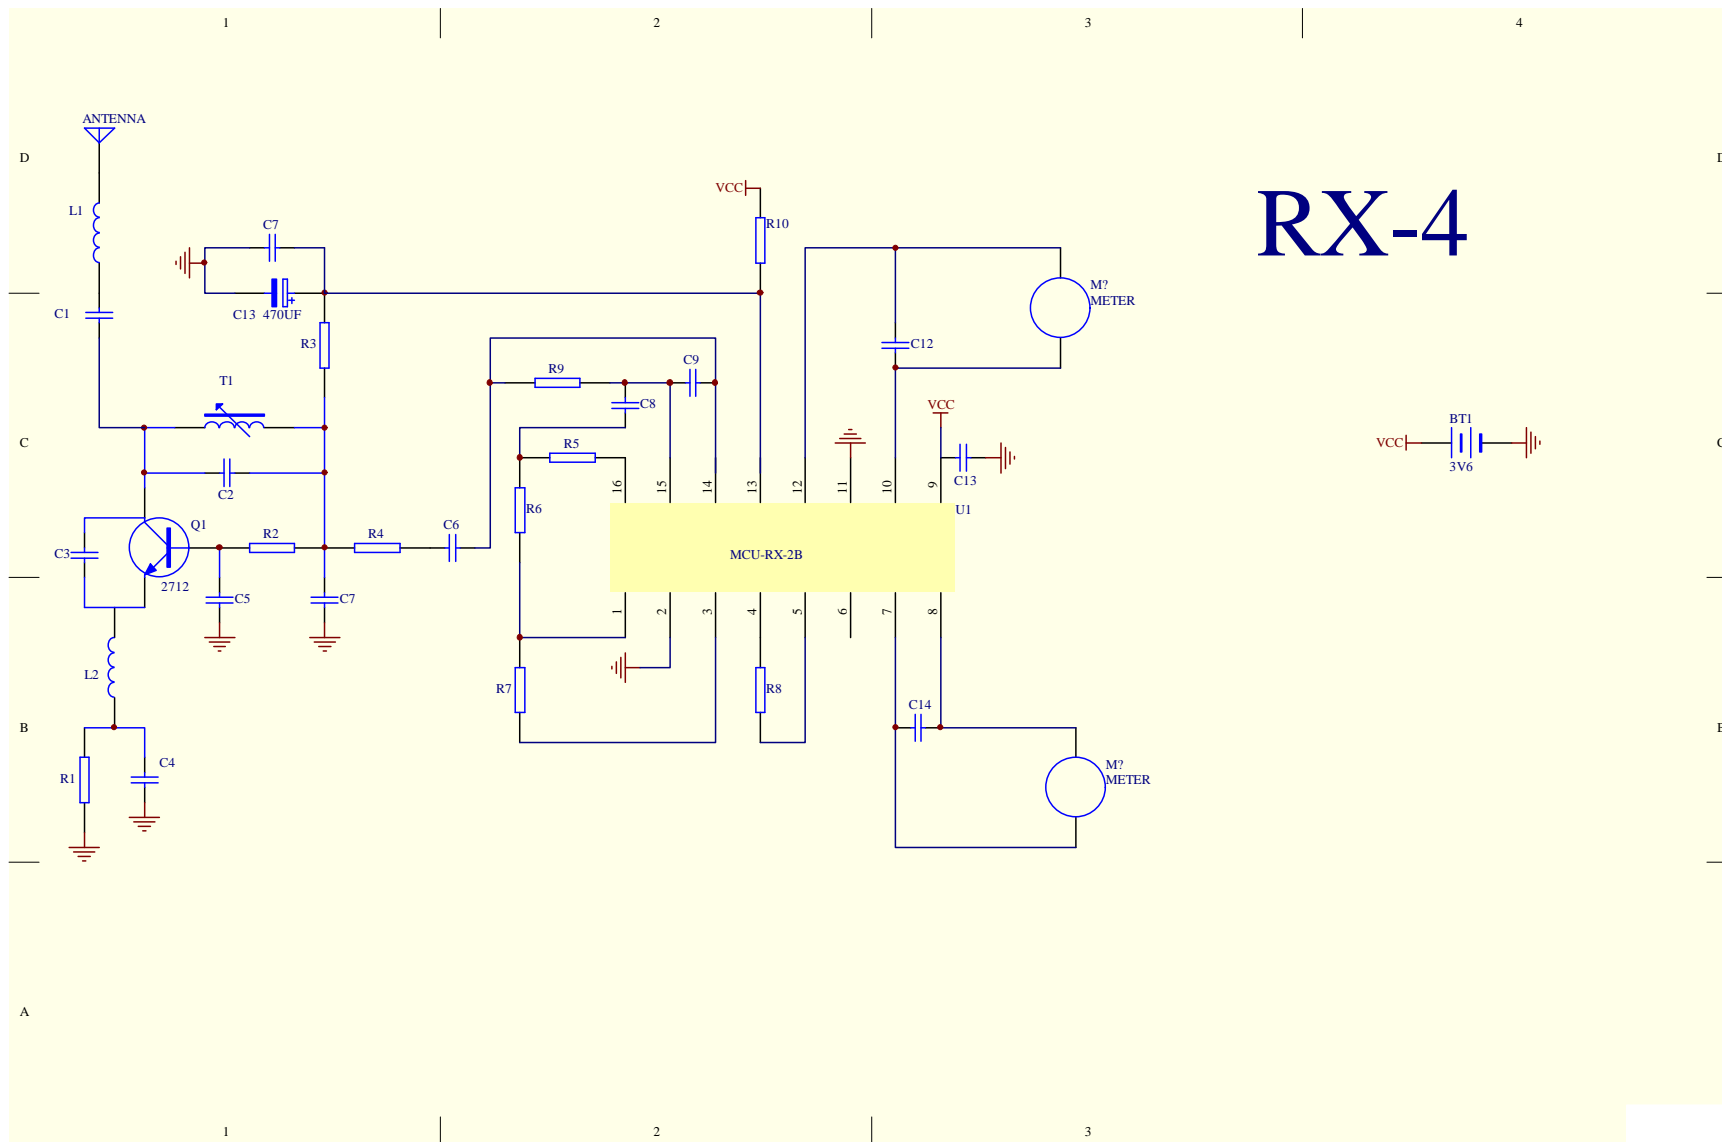 1 2 3 4
ANTENNA
D D
L1
C7
VCC
R10
RX-4
C1
C13 470UF
R3
M?
METER
C12
T1
R9
C9
C8
VCC
C
R5
C13
VCC
BT1
3V6
C2
16 15 14 13 12 11 10 9
U1
R6
Q1
R2
R4
C6
C3
MCU-RX-2B
2712
C5
C7
1 2 3 4 5 6 7 8
L2
R7
R8
C14
B
R1
C4
M?
METER
A
1 2 3